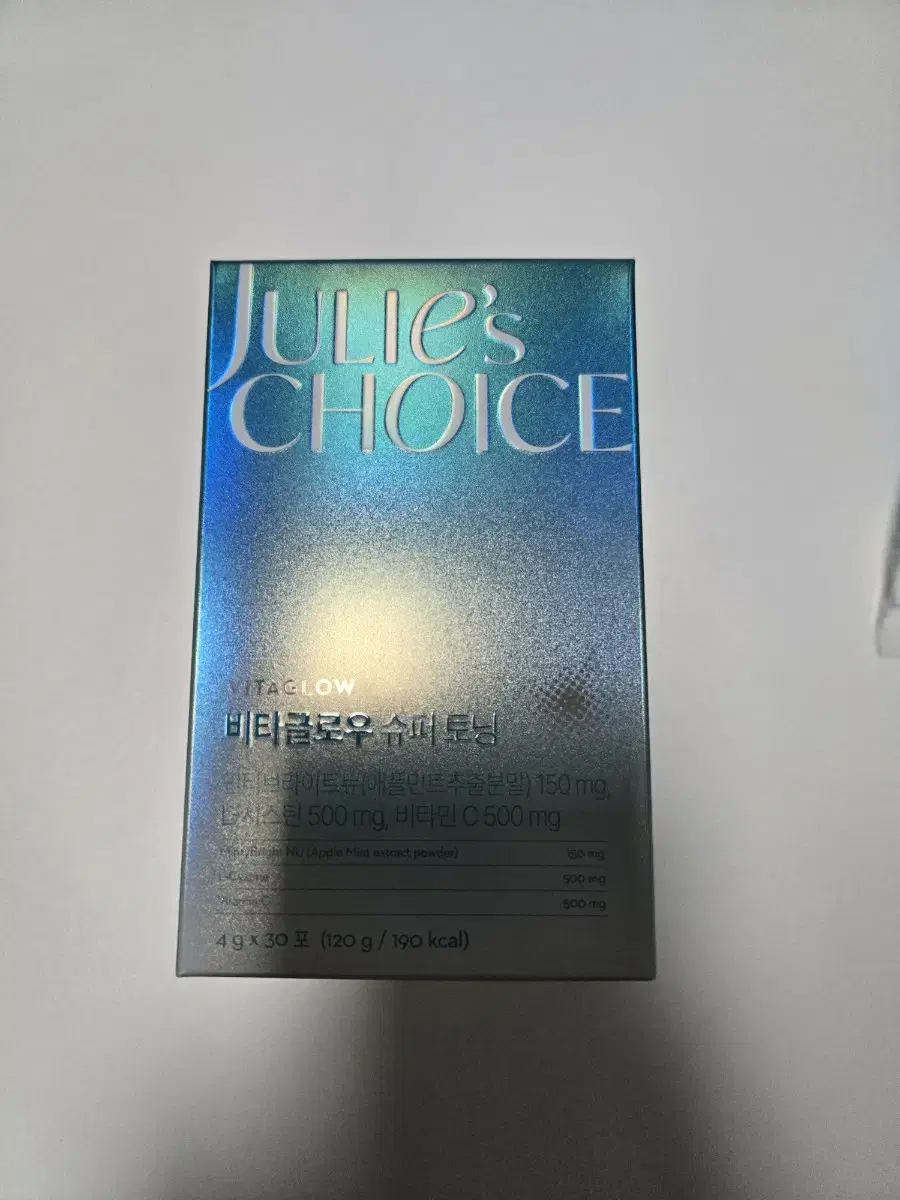 JULIE's
CHOICE
VITAGLOW
비타글로우 슈퍼 토닝
민티브라이트뉴(애플민트추출분말) 150 mg,
L-시스틴 500 mg, 비타민 C 500 mg
MintyBright NU (Apple Mint extract powder) 150 mg
L-Cystine 500 mg
Vitamin C 500 mg
4 g x 30 포 (120 g / 190 kcal)